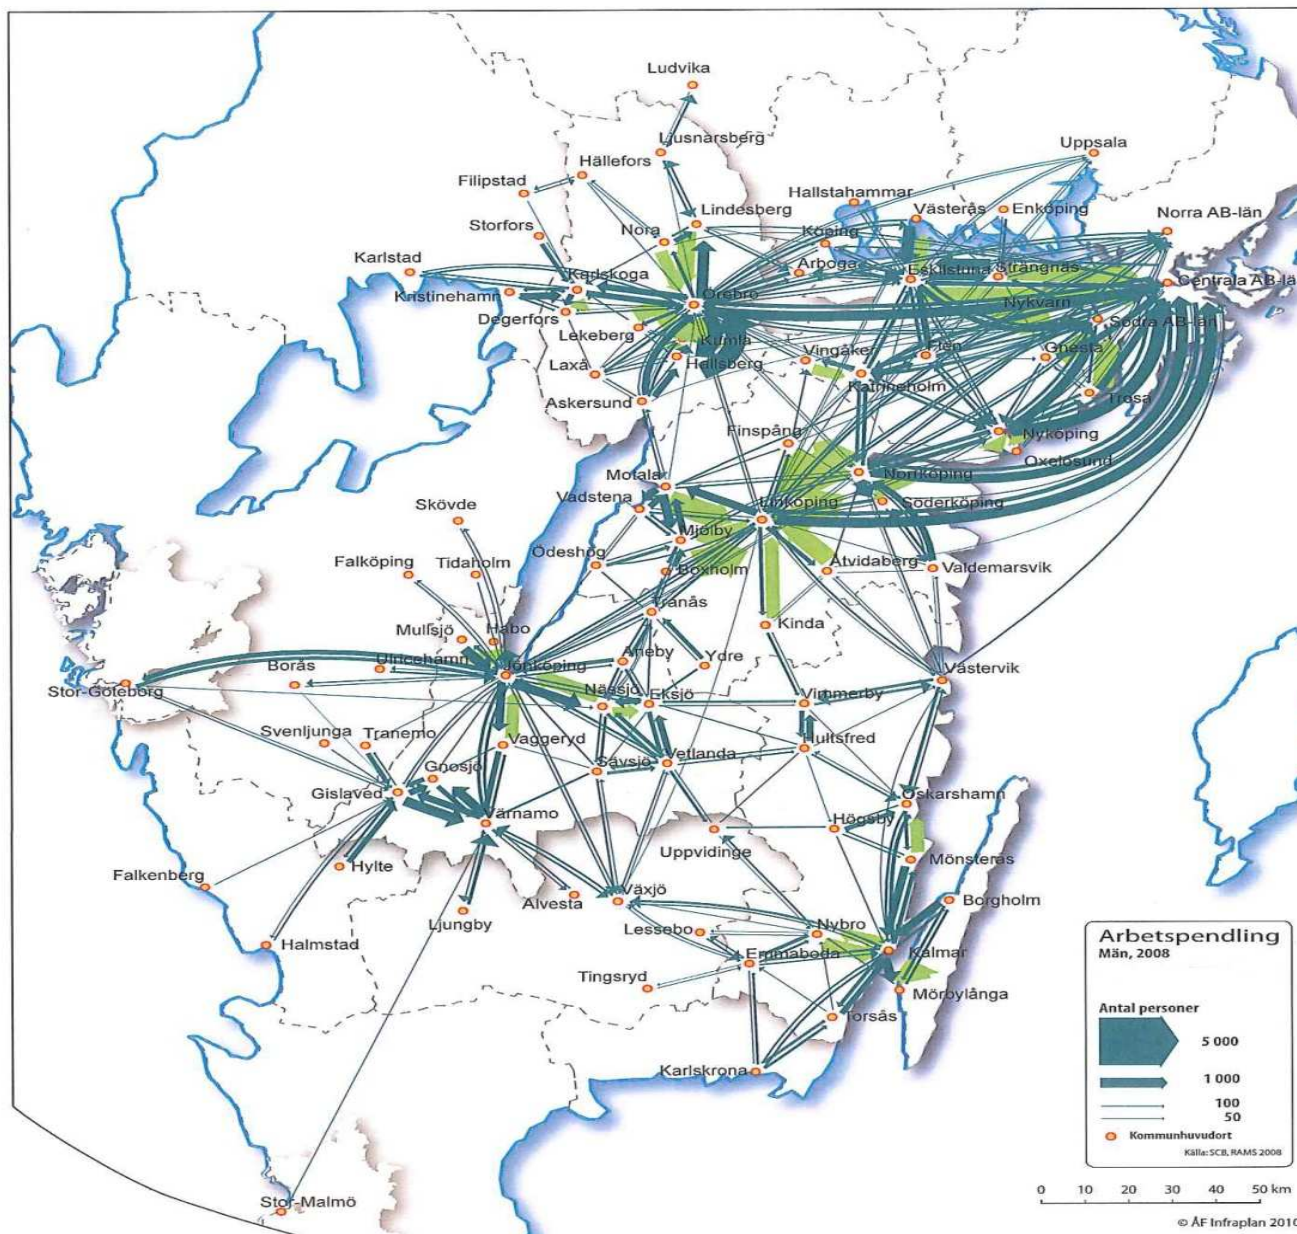 Ludvika
Ljusnarsberg
Uppsala
Hällefors
Filipstad
Hallstahammar
Västerås
Enköping
Norra AB-län
Storfors
Nora
Lindesberg
Köping
Karlstad
Karlskoga
Arboga
Eskilstuna
Strängnäs
Centrala AB-lä
Kristinehamn
Örebro
Nykvarn
Degerfors
Lekeberg
Södra AB-län
Kumla
Hallsberg
Vingåker
Flen
Gnesta
Laxå
Katrineholm
Askersund
Trosa
Finspång
Nyköping
Oxelösund
Motala
Norrköping
Vadstena
Linköping
Söderköping
Skövde
Mjölby
Ödeshög
Boxholm
Åtvidaberg
Valdemarsvik
Falköping
Tidaholm
Tranås
Kinda
Mullsjö
Habo
Ulricehamn
Jönköping
Aneby
Ydre
Borås
Stor-Göteborg
Västervik
Nässjö
Eksjö
Vimmerby
Svenljunga
Tranemo
Vaggeryd
Vetlanda
Hultsfred
Gnosjö
Sävsjö
Gislaved
Oskarshamn
Värnamo
Högsby
Uppvidinge
Mönsterås
Hylte
Falkenberg
Växjö
Alvesta
Borgholm
Ljungby
Lessebo
Nybro
Halmstad
Kalmar
Emmaboda
Tingsryd
Mörbylånga
Torsås
Karlskrona
Stor-Malmö
Arbetspendling
Män, 2008
Antal personer
5 000
1 000
100
50
Kommunhuvudort
Källa: SCB, RAMS 2008
0 10 20 30 40 50 km
© ÅF Infraplan 2010